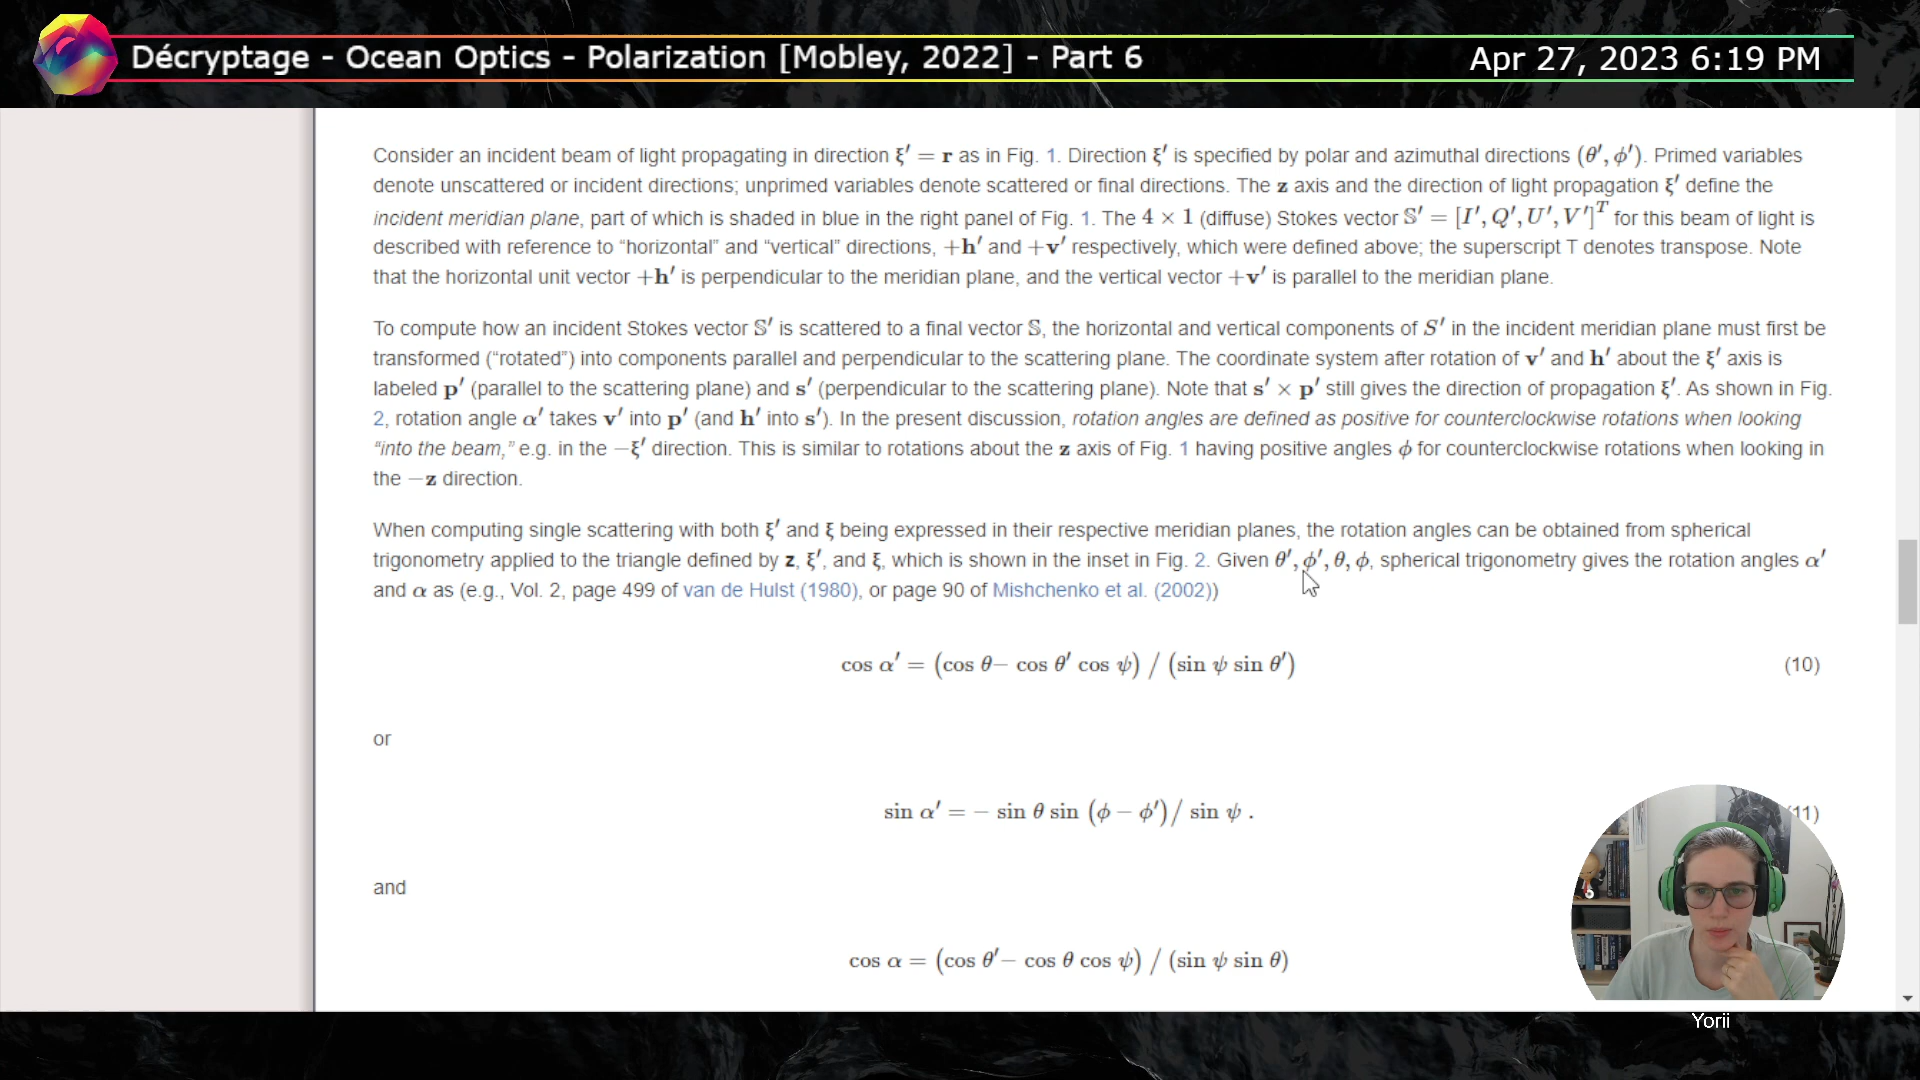 Décryptage - Ocean Optics - Polarization [Mobley, 2022] - Part 6
Apr 27, 2023 6:19 PM
Consider an incident beam of light propagating in direction ξ′ = r as in Fig. 1. Direction ξ′ is specified by polar and azimuthal directions (θ′, ϕ′). Primed variables
denote unscattered or incident directions; unprimed variables denote scattered or final directions. The z axis and the direction of light propagation ξ′ define the
incident meridian plane, part of which is shaded in blue in the right panel of Fig. 1. The 4 × 1 (diffuse) Stokes vector 𝕊′ = [I′, Q′, U′, V′]ᵀ for this beam of light is
described with reference to “horizontal” and “vertical” directions, +h′ and +v′ respectively, which were defined above; the superscript T denotes transpose. Note
that the horizontal unit vector +h′ is perpendicular to the meridian plane, and the vertical vector +v′ is parallel to the meridian plane.
To compute how an incident Stokes vector 𝕊′ is scattered to a final vector 𝕊, the horizontal and vertical components of S′ in the incident meridian plane must first be
transformed (“rotated”) into components parallel and perpendicular to the scattering plane. The coordinate system after rotation of v′ and h′ about the ξ′ axis is
labeled p′ (parallel to the scattering plane) and s′ (perpendicular to the scattering plane). Note that s′ × p′ still gives the direction of propagation ξ′. As shown in Fig.
2, rotation angle α′ takes v′ into p′ (and h′ into s′). In the present discussion, rotation angles are defined as positive for counterclockwise rotations when looking
“into the beam,” e.g. in the −ξ′ direction. This is similar to rotations about the z axis of Fig. 1 having positive angles ϕ for counterclockwise rotations when looking in
the −z direction.
When computing single scattering with both ξ′ and ξ being expressed in their respective meridian planes, the rotation angles can be obtained from spherical
trigonometry applied to the triangle defined by z, ξ′, and ξ, which is shown in the inset in Fig. 2. Given θ′, ϕ′, θ, ϕ, spherical trigonometry gives the rotation angles α′
and α as (e.g., Vol. 2, page 499 of van de Hulst (1980), or page 90 of Mishchenko et al. (2002))
cos α′ = (cos θ− cos θ′ cos ψ) / (sin ψ sin θ′) (10)
or
sin α′ = − sin θ sin (ϕ − ϕ′)/ sin ψ . 11)
and
cos α = (cos θ′− cos θ cos ψ) / (sin ψ sin θ)
Yorii